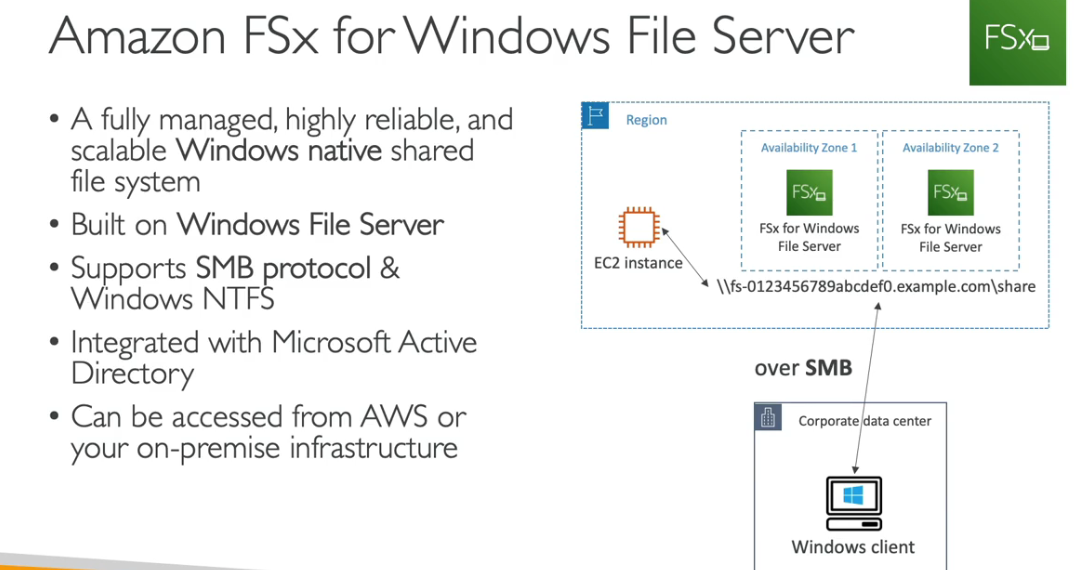 Amazon FSx for Windows File Server
FSx
• A fully managed, highly reliable, and
scalable Windows native shared
file system
• Built on Windows File Server
• Supports SMB protocol &
Windows NTFS
• Integrated with Microsoft Active
Directory
• Can be accessed from AWS or
your on-premise infrastructure
Region
Availability Zone 1
FSx
FSx for Windows
File Server
Availability Zone 2
FSx
FSx for Windows
File Server
EC2 instance
\\fs-0123456789abcdef0.example.com\share
over SMB
Corporate data center
Windows client